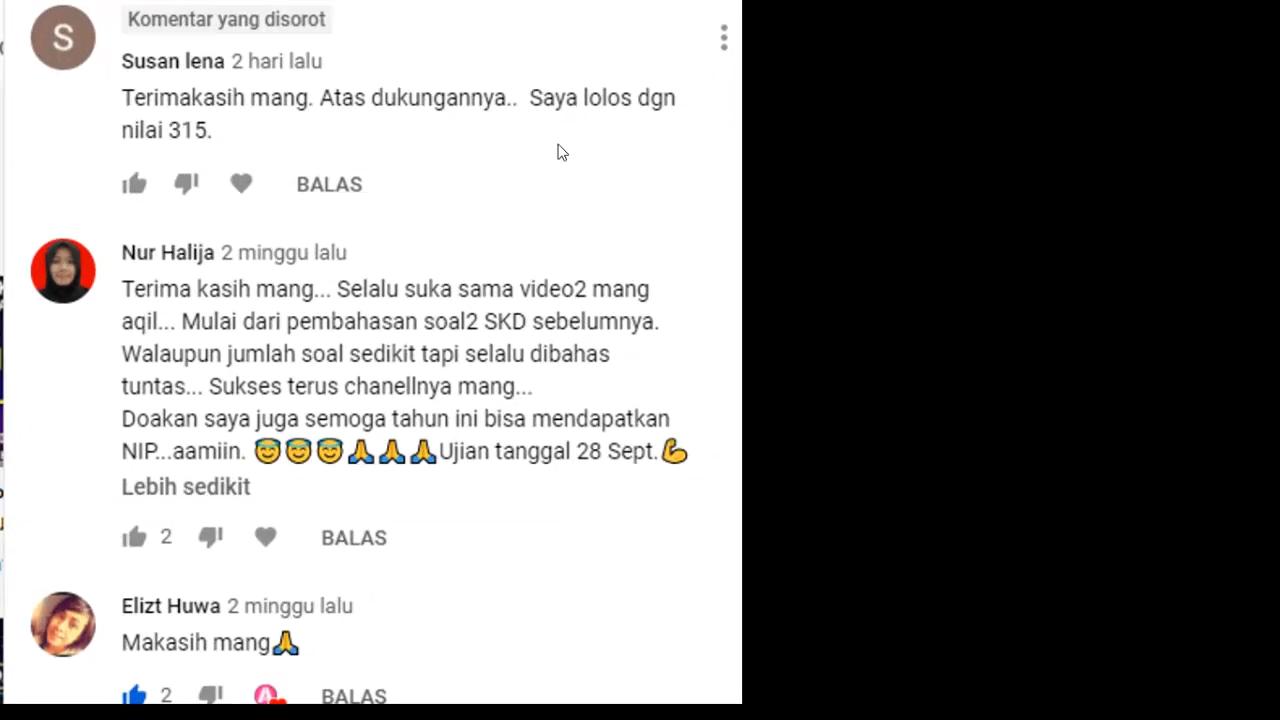 S
Komentar yang disorot
Susan lena 2 hari lalu
Terimakasih mang. Atas dukungannya.. Saya lolos dgn
nilai 315.
BALAS
Nur Halija 2 minggu lalu
Terima kasih mang... Selalu suka sama video2 mang
aqil... Mulai dari pembahasan soal2 SKD sebelumnya.
Walaupun jumlah soal sedikit tapi selalu dibahas
tuntas... Sukses terus chanellnya mang...
Doakan saya juga semoga tahun ini bisa mendapatkan
NIP...aamiin. 😇😇😇🙏🙏🙏Ujian tanggal 28 Sept.💪
Lebih sedikit
2 BALAS
Elizt Huwa 2 minggu lalu
Makasih mang🙏
2 A BALAS